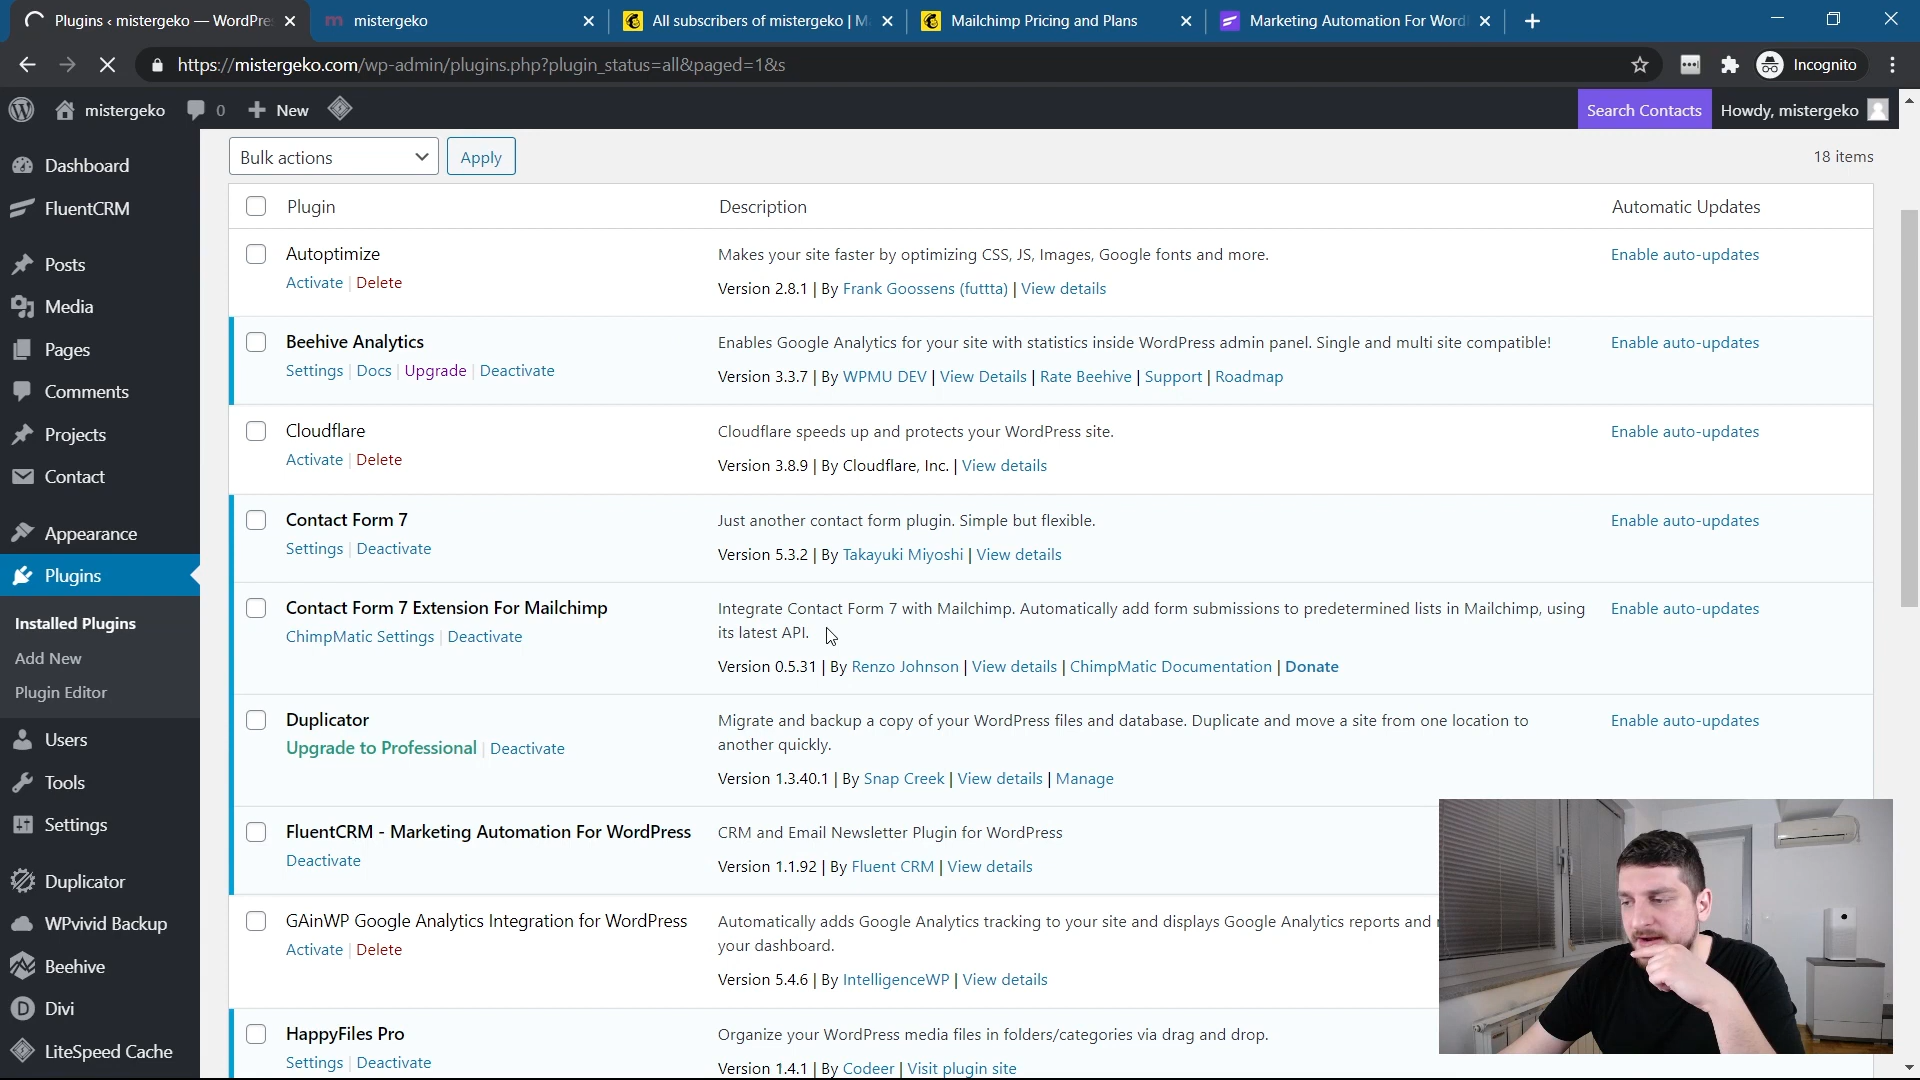 Plugins ‹ mistergeko — WordPre
mistergeko
All subscribers of mistergeko | M
Mailchimp Pricing and Plans
Marketing Automation For Word
https://mistergeko.com/wp-admin/plugins.php?plugin_status=all&paged=1&s
Incognito
mistergeko
0
New
Search Contacts
Howdy, mistergeko
Dashboard
FluentCRM
Posts
Media
Pages
Comments
Projects
Contact
Appearance
Plugins
Installed Plugins
Add New
Plugin Editor
Users
Tools
Settings
Duplicator
WPvivid Backup
Beehive
Divi
LiteSpeed Cache
Bulk actions
Apply
18 items
Plugin
Description
Automatic Updates
Autoptimize
Activate | Delete
Makes your site faster by optimizing CSS, JS, Images, Google fonts and more.
Version 2.8.1 | By Frank Goossens (futtta) | View details
Enable auto-updates
Beehive Analytics
Settings | Docs | Upgrade | Deactivate
Enables Google Analytics for your site with statistics inside WordPress admin panel. Single and multi site compatible!
Version 3.3.7 | By WPMU DEV | View Details | Rate Beehive | Support | Roadmap
Enable auto-updates
Cloudflare
Activate | Delete
Cloudflare speeds up and protects your WordPress site.
Version 3.8.9 | By Cloudflare, Inc. | View details
Enable auto-updates
Contact Form 7
Settings | Deactivate
Just another contact form plugin. Simple but flexible.
Version 5.3.2 | By Takayuki Miyoshi | View details
Enable auto-updates
Contact Form 7 Extension For Mailchimp
ChimpMatic Settings | Deactivate
Integrate Contact Form 7 with Mailchimp. Automatically add form submissions to predetermined lists in Mailchimp, using
its latest API.
Version 0.5.31 | By Renzo Johnson | View details | ChimpMatic Documentation | Donate
Enable auto-updates
Duplicator
Upgrade to Professional | Deactivate
Migrate and backup a copy of your WordPress files and database. Duplicate and move a site from one location to
another quickly.
Version 1.3.40.1 | By Snap Creek | View details | Manage
Enable auto-updates
FluentCRM - Marketing Automation For WordPress
Deactivate
CRM and Email Newsletter Plugin for WordPress
Version 1.1.92 | By Fluent CRM | View details
GAinWP Google Analytics Integration for WordPress
Activate | Delete
Automatically adds Google Analytics tracking to your site and displays Google Analytics reports and
your dashboard.
Version 5.4.6 | By IntelligenceWP | View details
HappyFiles Pro
Settings | Deactivate
Organize your WordPress media files in folders/categories via drag and drop.
Version 1.4.1 | By Codeer | Visit plugin site